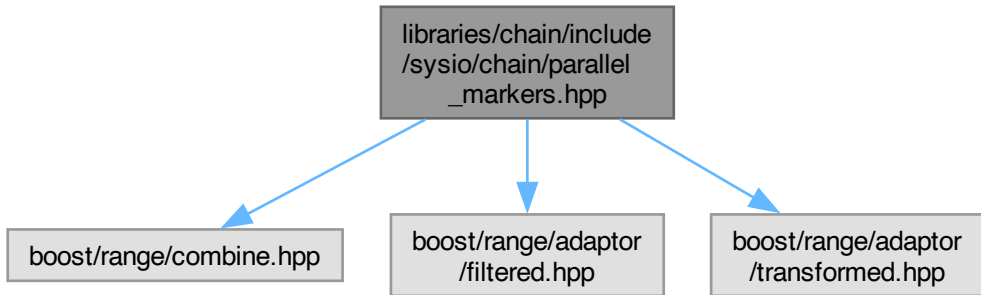 libraries/chain/include
/sysio/chain/parallel
_markers.hpp
boost/range/combine.hpp
boost/range/adaptor
/filtered.hpp
boost/range/adaptor
/transformed.hpp